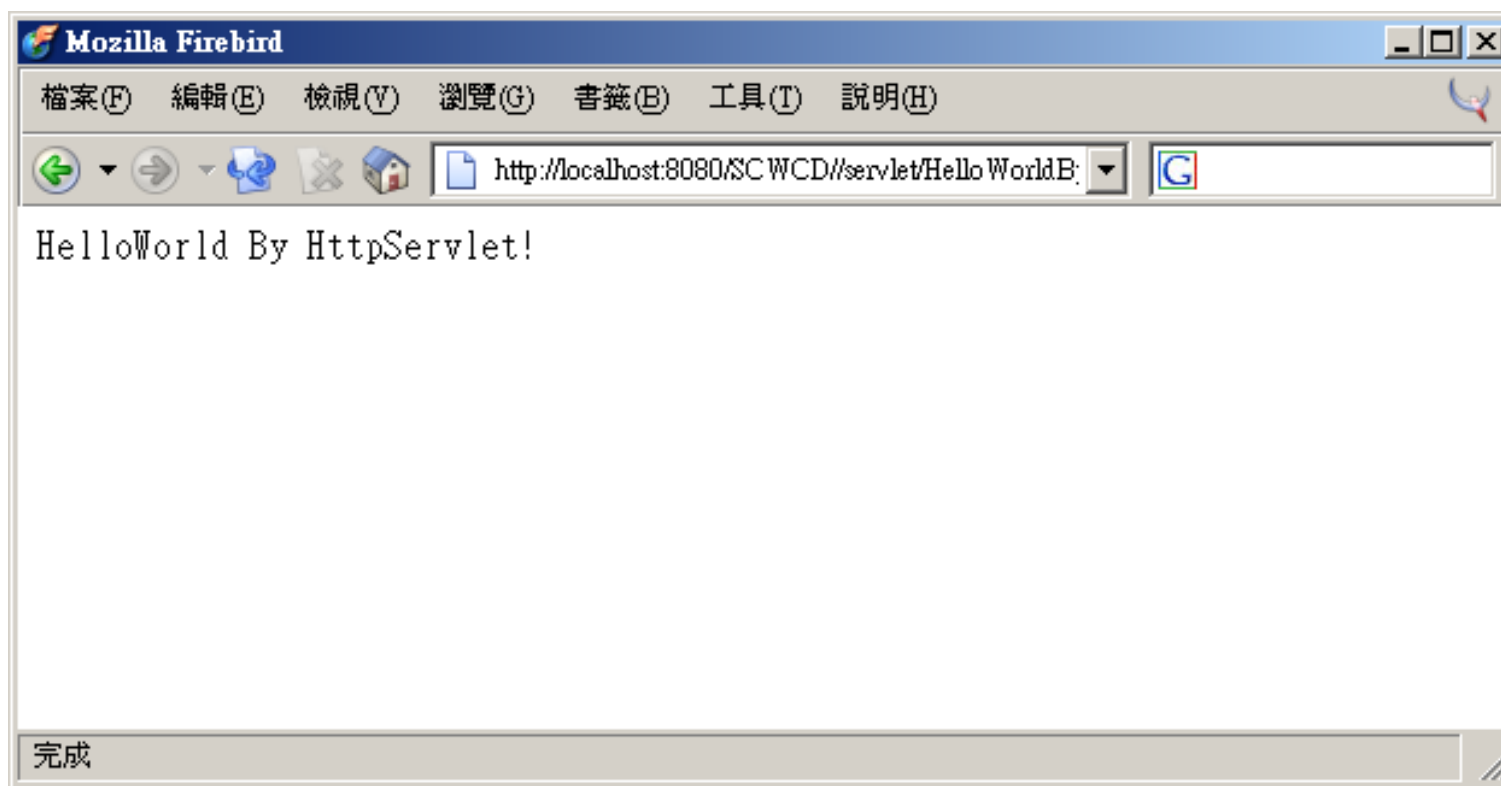 Mozilla Firebird
檔案(F) 編輯(E) 檢視(V) 瀏覽(G) 書籤(B) 工具(T) 說明(H)
http://localhost:8080/SCWCD//servlet/HelloWorldBy G
HelloWorld By HttpServlet!
完成